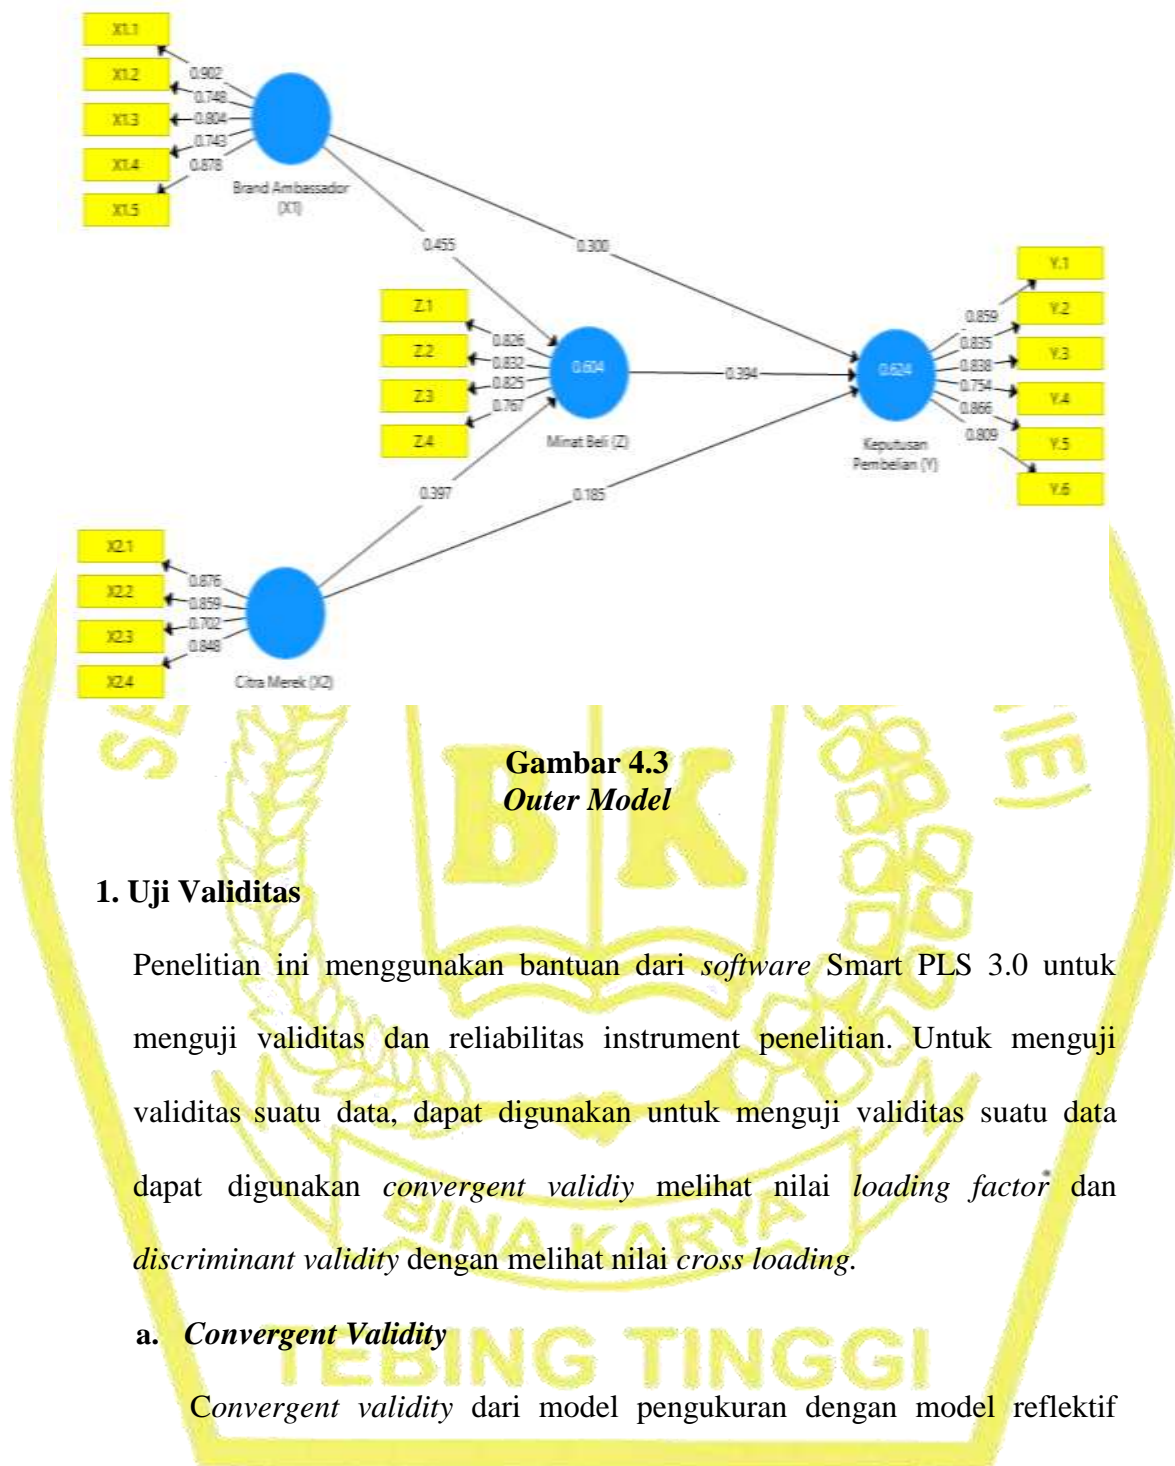 X1.1
X1.2
X1.3
X1.4
X1.5
0.902
0.748
0.804
0.743
0.878
Brand Ambassador
(X1)
0.455
0.300
Z.1
Z.2
Z.3
Z.4
0.826
0.832
0.825
0.767
0.604
Minat Beli (Z)
0.394
0.624
Keputusan
Pembelian (Y)
0.859
0.835
0.838
0.754
0.866
0.809
Y.1
Y.2
Y.3
Y.4
Y.5
Y.6
0.397
0.185
X2.1
X2.2
X2.3
X2.4
0.876
0.859
0.702
0.848
Citra Merek (X2)
Gambar 4.3
Outer Model
1. Uji Validitas
Penelitian ini menggunakan bantuan dari software Smart PLS 3.0 untuk
menguji validitas dan reliabilitas instrument penelitian. Untuk menguji
validitas suatu data, dapat digunakan untuk menguji validitas suatu data
dapat digunakan convergent validiy melihat nilai loading factor dan
discriminant validity dengan melihat nilai cross loading.
a. Convergent Validity
Convergent validity dari model pengukuran dengan model reflektif
BK
BINA KARYA
TEBING TINGGI